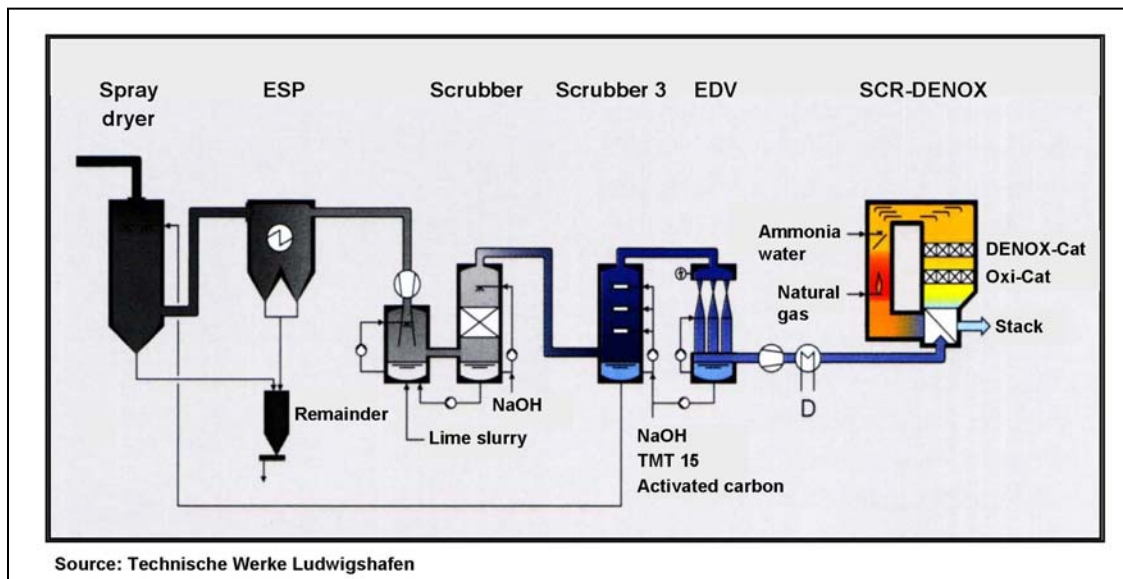 Spray
dryer
ESP
Scrubber
Scrubber 3
EDV
SCR-DENOX
Ammonia
water
Natural
gas
DENOX-Cat
Oxi-Cat
Stack
Remainder
NaOH
Lime slurry
NaOH
TMT 15
Activated carbon
D
Source: Technische Werke Ludwigshafen